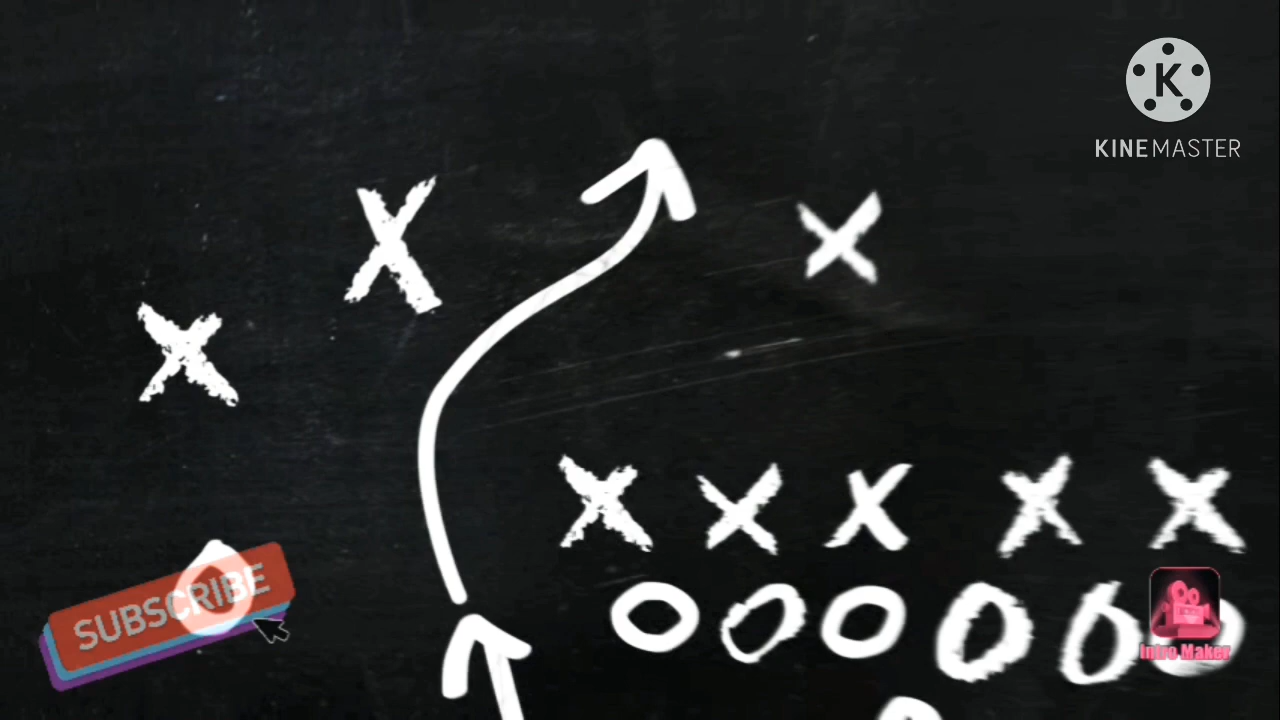 K
KINEMASTER
X X
X
X X X X X
SUBSCRIBE
O O O O O O
Intro Maker